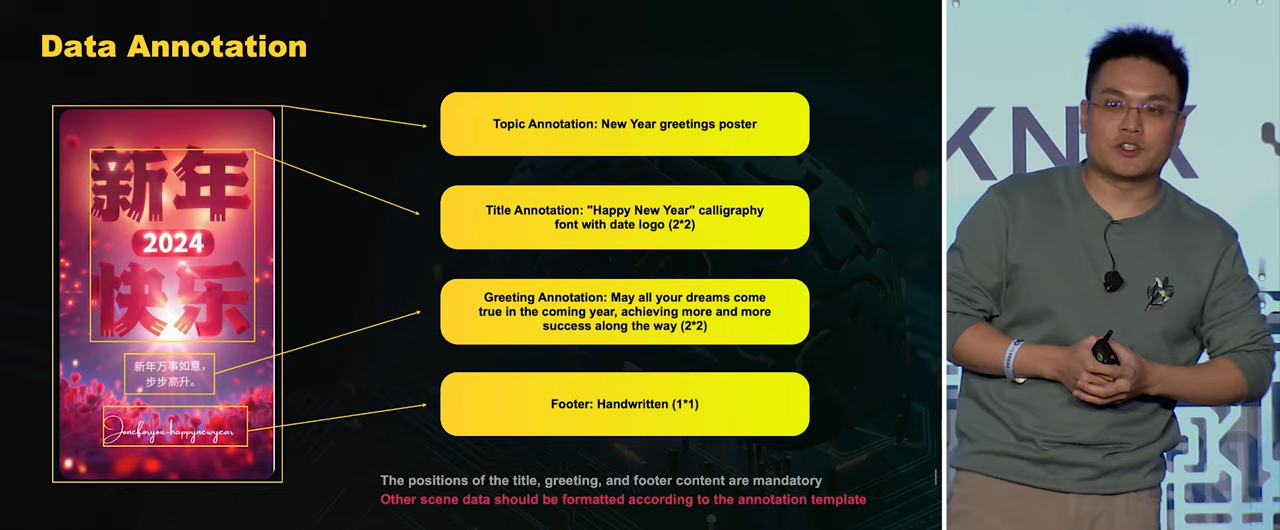 Data Annotation
新年
2024
快乐
新年万事如意，
步步高升。
Topic Annotation: New Year greetings poster
Title Annotation: "Happy New Year" calligraphy
font with date logo (2*2)
Greeting Annotation: May all your dreams come
true in the coming year, achieving more and more
success along the way (2*2)
Footer: Handwritten (1*1)
The positions of the title, greeting, and footer content are mandatory
Other scene data should be formatted according to the annotation template